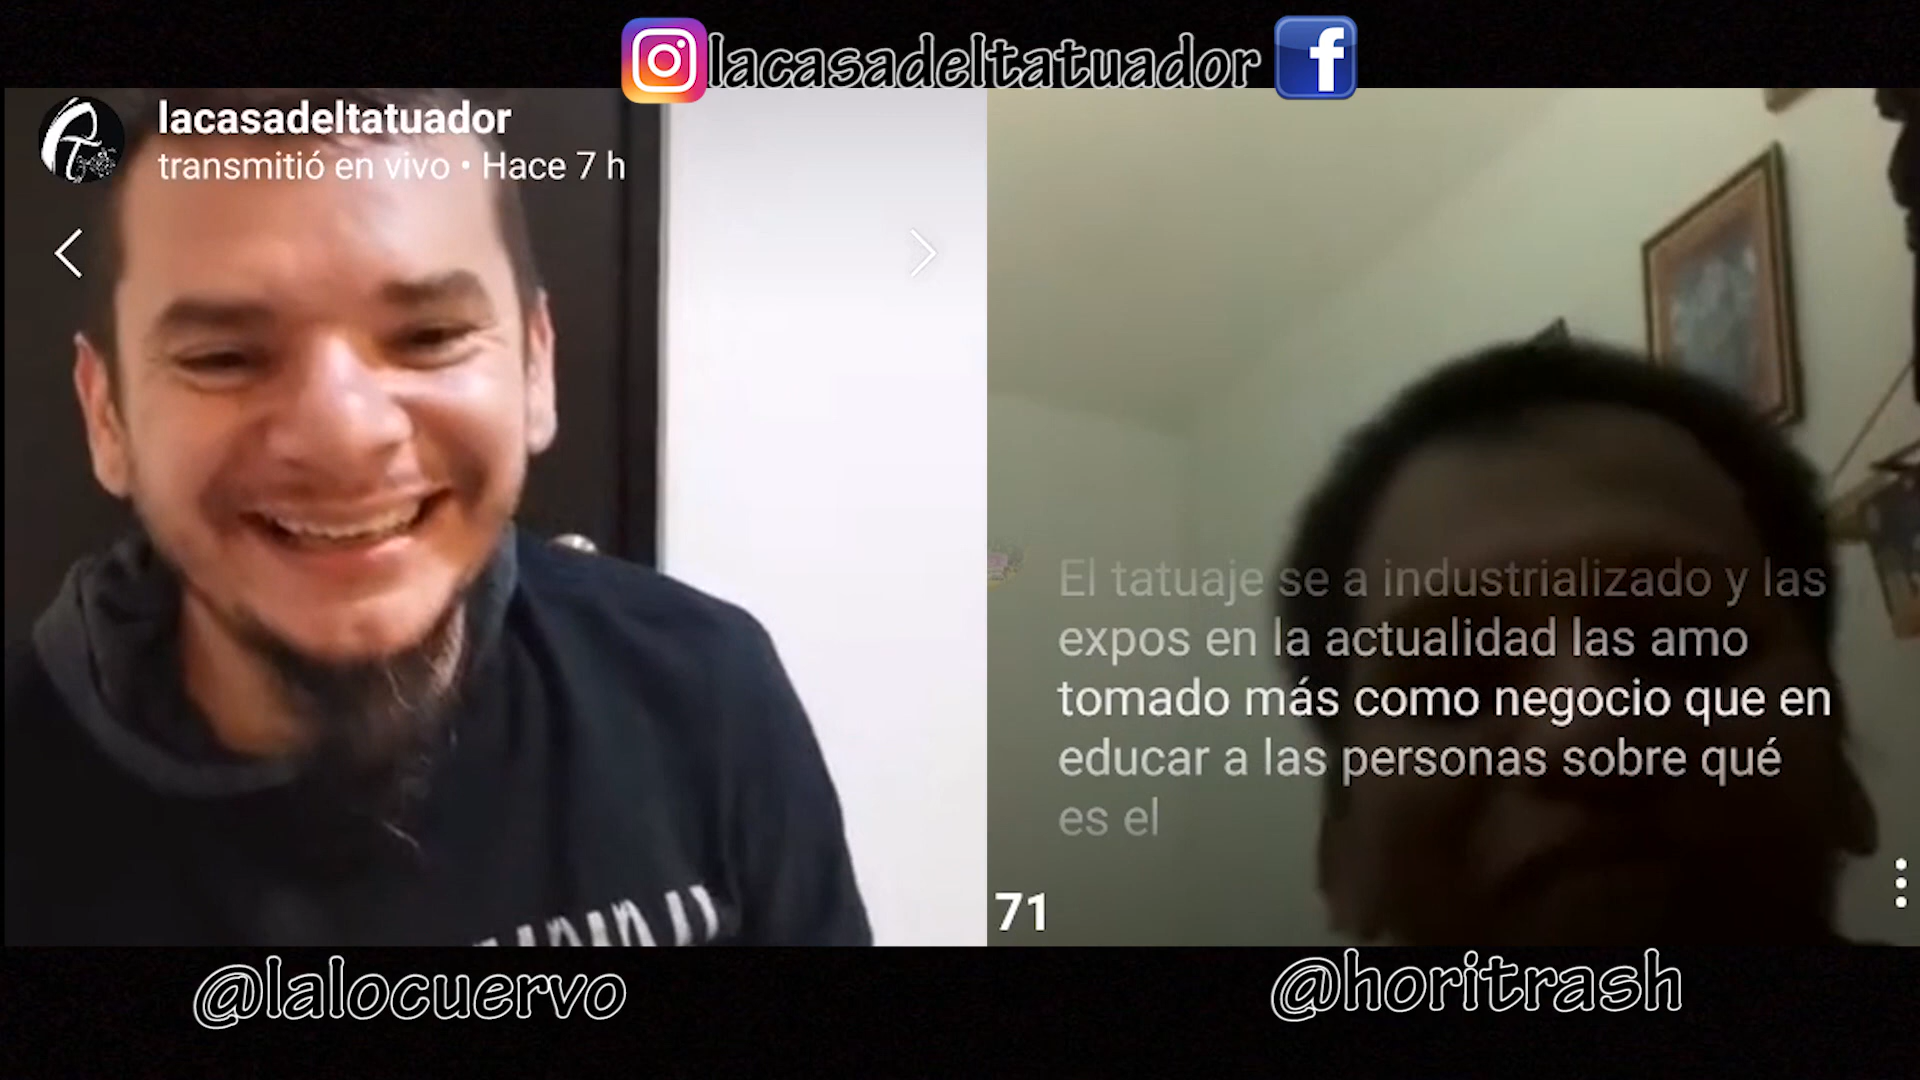 lacasadeltatuador
lacasadeltatuador
transmitió en vivo • Hace 7 h
El tatuaje se a industrializado y las
expos en la actualidad las amo
tomado más como negocio que en
educar a las personas sobre qué
es el
71
@lalocuervo
@horitrash